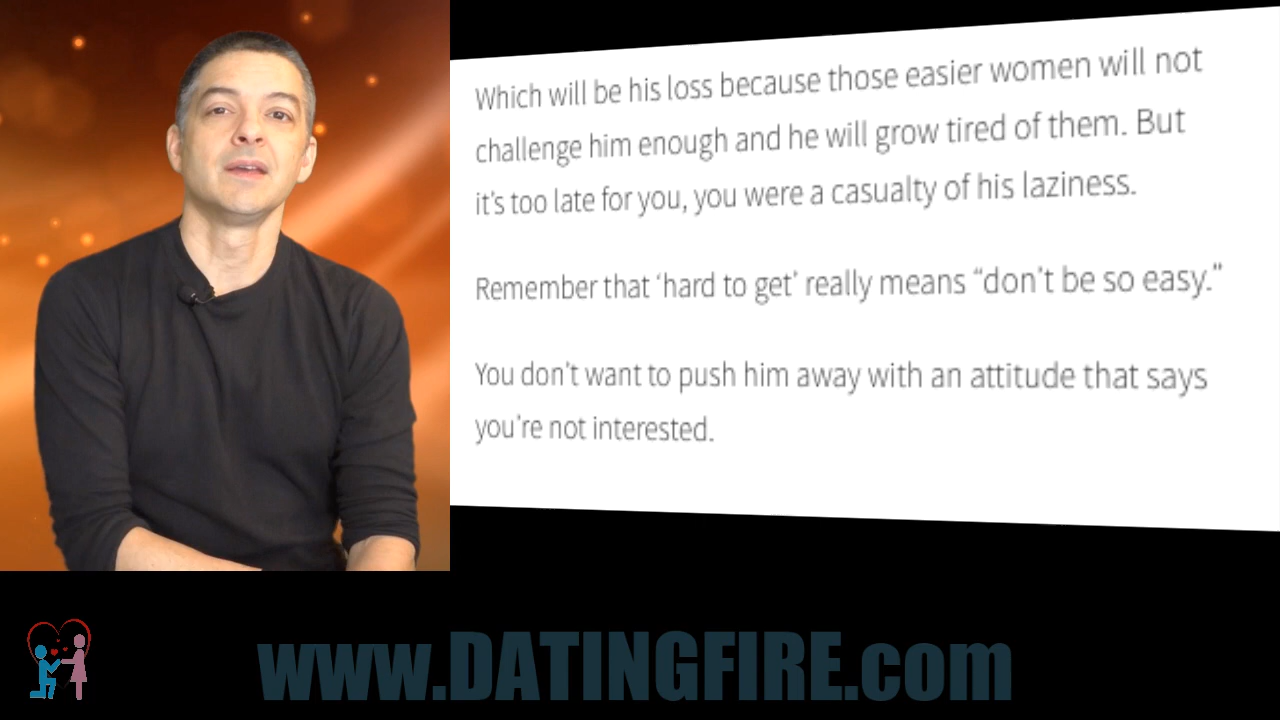 Which will be his loss because those easier women will not
challenge him enough and he will grow tired of them. But
it’s too late for you, you were a casualty of his laziness.
Remember that ‘hard to get’ really means “don’t be so easy.”
You don’t want to push him away with an attitude that says
you’re not interested.
www.DATINGFIRE.com